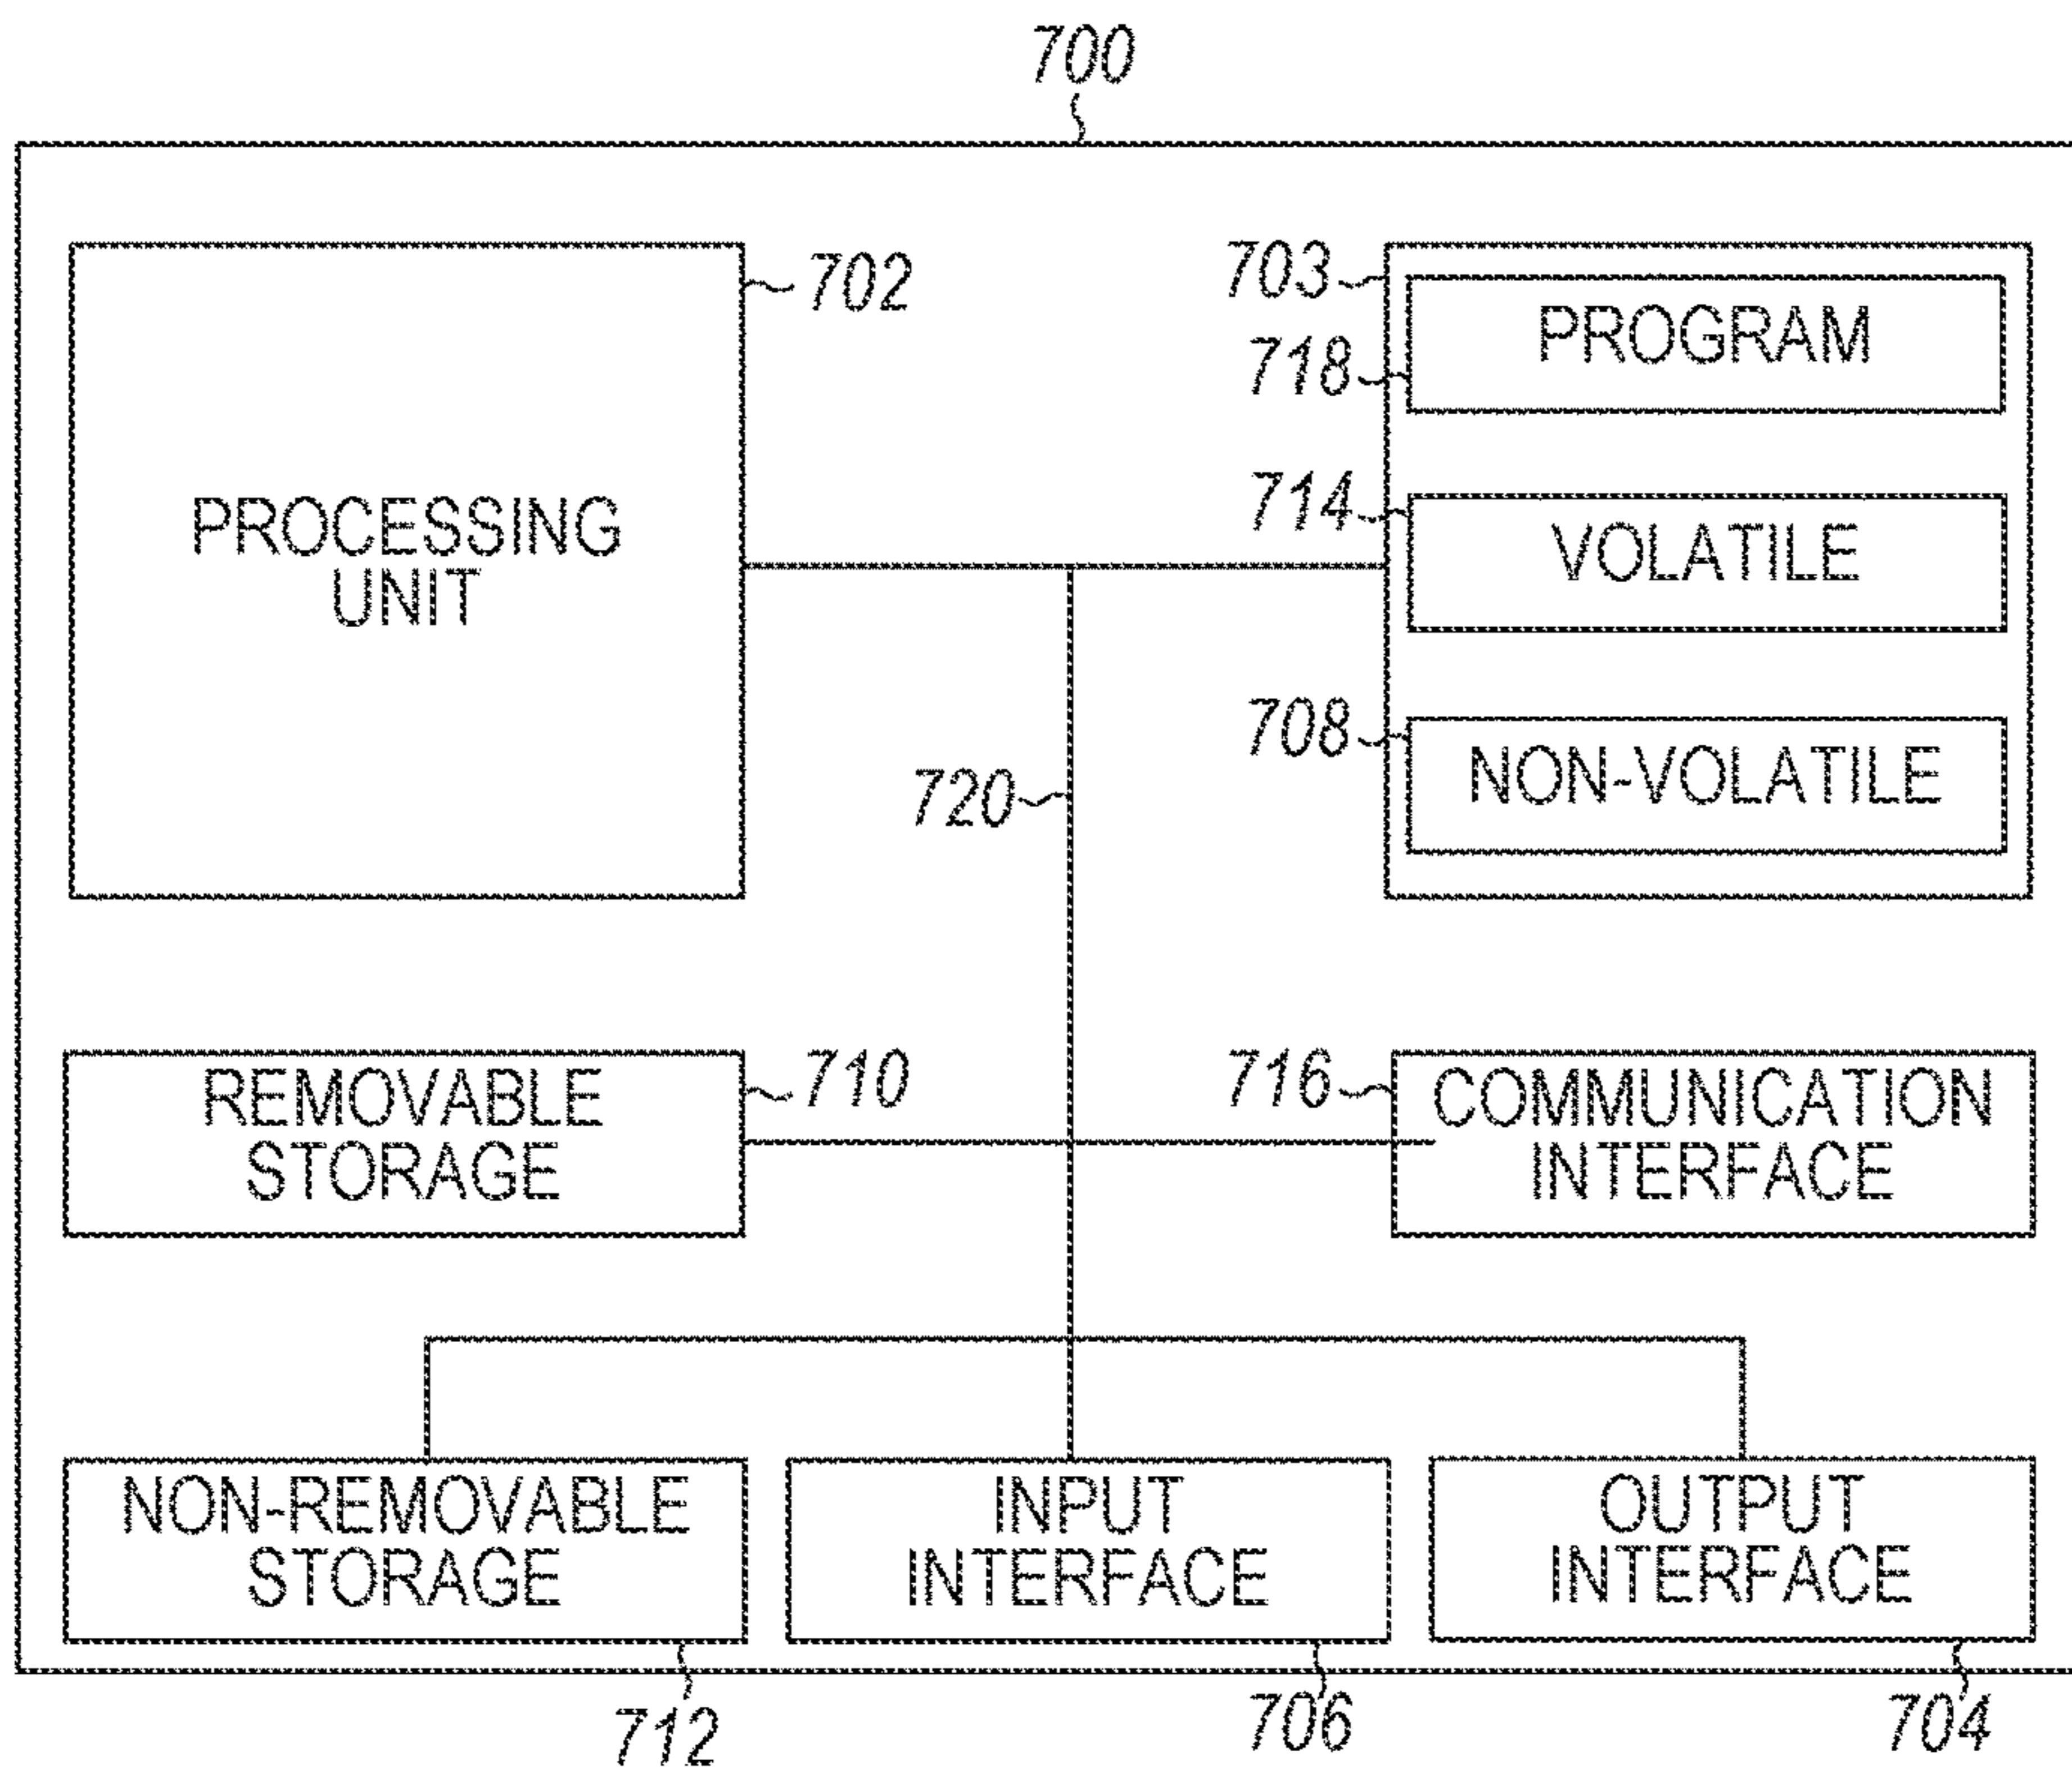 700
702
703
PROGRAM
718
714
VOLATILE
PROCESSING
UNIT
708
NON-VOLATILE
720
REMOVABLE
STORAGE
710
716
COMMUNICATION
INTERFACE
NON-REMOVABLE
STORAGE
INPUT
INTERFACE
OUTPUT
INTERFACE
712
706
704